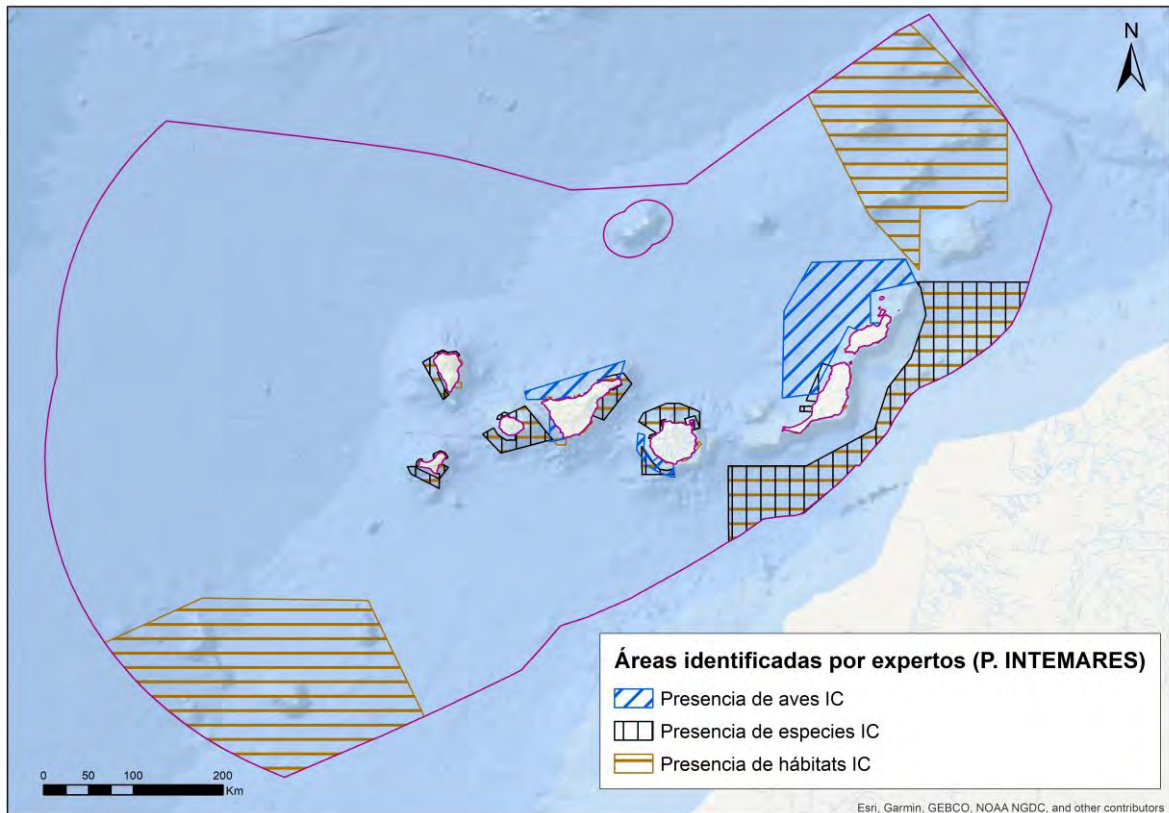 N
Áreas identificadas por expertos (P. INTEMARES)
Presencia de aves IC
Presencia de especies IC
Presencia de hábitats IC
0 50 100 200
Km
Esri, Garmin, GEBCO, NOAA NGDC, and other contributors